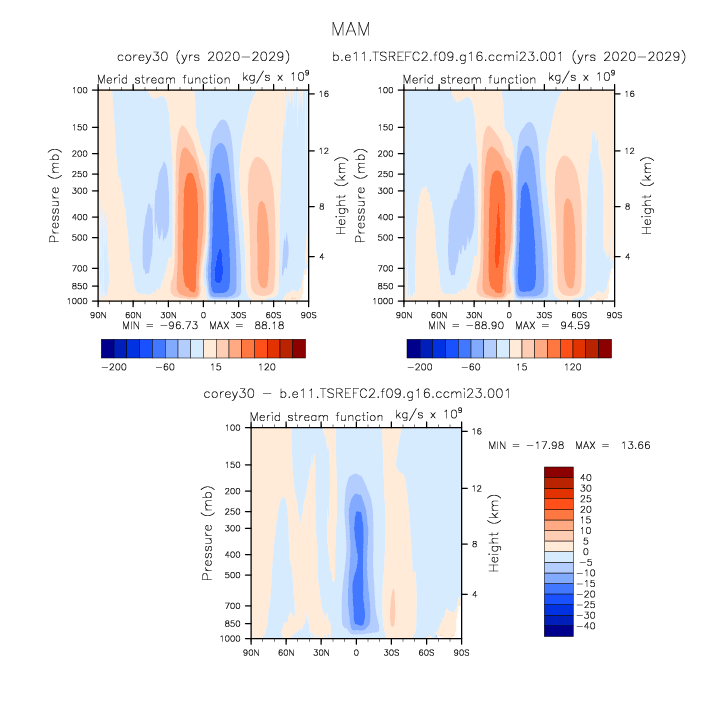 MAM
corey30 (yrs 2020-2029)
b.e11.TSREFC2.f09.g16.ccmi23.001 (yrs 2020-2029)
Merid stream function kg/s x 10⁹
Merid stream function kg/s x 10⁹
Pressure (mb)
100
150
200
250
300
400
500
700
850
1000
16
12
8
4
Height (km)
90N 60N 30N 0 30S 60S 90S
MIN = -96.73 MAX = 88.18
-200 -60 15 120
Pressure (mb)
100
150
200
250
300
400
500
700
850
1000
16
12
8
4
Height (km)
90N 60N 30N 0 30S 60S 90S
MIN = -88.90 MAX = 94.59
-200 -60 15 120
corey30 - b.e11.TSREFC2.f09.g16.ccmi23.001
Merid stream function kg/s x 10⁹
Pressure (mb)
100
150
200
250
300
400
500
700
850
1000
16
12
8
4
Height (km)
90N 60N 30N 0 30S 60S 90S
MIN = -17.98 MAX = 13.66
40
30
25
20
15
10
5
0
-5
-10
-15
-20
-25
-30
-40